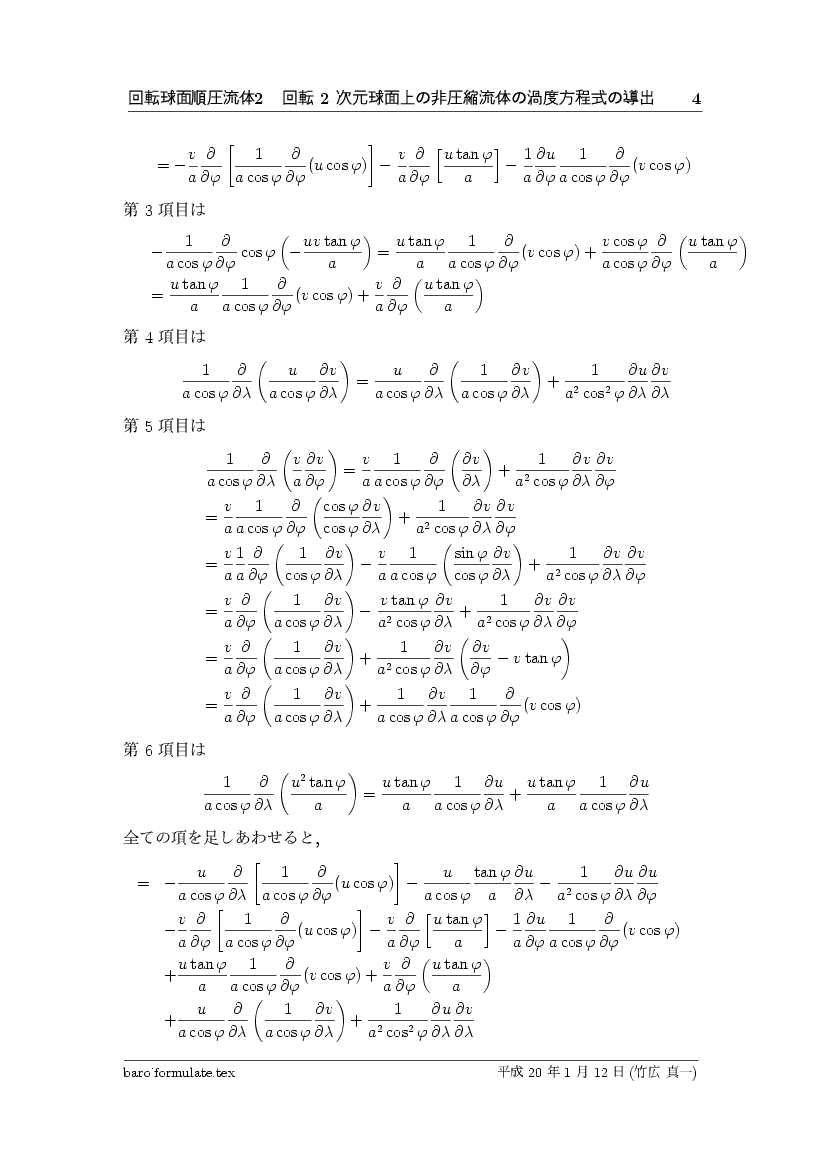 回転球面順圧流体2 回転 2 次元球面上の非圧縮流体の渦度方程式の導出 4
$= -\frac{v}{a}\frac{\partial}{\partial\varphi}\left[\frac{1}{a\cos\varphi}\frac{\partial}{\partial\varphi}(u\cos\varphi)\right] - \frac{v}{a}\frac{\partial}{\partial\varphi}\left[\frac{u\tan\varphi}{a}\right] - \frac{1}{a}\frac{\partial u}{\partial\varphi}\frac{1}{a\cos\varphi}\frac{\partial}{\partial\varphi}(v\cos\varphi)$
第 3 項目は
$-\frac{1}{a\cos\varphi}\frac{\partial}{\partial\varphi}\cos\varphi\left(-\frac{uv\tan\varphi}{a}\right) = \frac{u\tan\varphi}{a}\frac{1}{a\cos\varphi}\frac{\partial}{\partial\varphi}(v\cos\varphi) + \frac{v\cos\varphi}{a\cos\varphi}\frac{\partial}{\partial\varphi}\left(\frac{u\tan\varphi}{a}\right)$
$= \frac{u\tan\varphi}{a}\frac{1}{a\cos\varphi}\frac{\partial}{\partial\varphi}(v\cos\varphi) + \frac{v}{a}\frac{\partial}{\partial\varphi}\left(\frac{u\tan\varphi}{a}\right)$
第 4 項目は
$\frac{1}{a\cos\varphi}\frac{\partial}{\partial\lambda}\left(\frac{u}{a\cos\varphi}\frac{\partial v}{\partial\lambda}\right) = \frac{u}{a\cos\varphi}\frac{\partial}{\partial\lambda}\left(\frac{1}{a\cos\varphi}\frac{\partial v}{\partial\lambda}\right) + \frac{1}{a^2\cos^2\varphi}\frac{\partial u}{\partial\lambda}\frac{\partial v}{\partial\lambda}$
第 5 項目は
$\frac{1}{a\cos\varphi}\frac{\partial}{\partial\lambda}\left(\frac{v}{a}\frac{\partial v}{\partial\varphi}\right) = \frac{v}{a}\frac{1}{a\cos\varphi}\frac{\partial}{\partial\varphi}\left(\frac{\partial v}{\partial\lambda}\right) + \frac{1}{a^2\cos\varphi}\frac{\partial v}{\partial\lambda}\frac{\partial v}{\partial\varphi}$
$= \frac{v}{a}\frac{1}{a\cos\varphi}\frac{\partial}{\partial\varphi}\left(\frac{\cos\varphi}{\cos\varphi}\frac{\partial v}{\partial\lambda}\right) + \frac{1}{a^2\cos\varphi}\frac{\partial v}{\partial\lambda}\frac{\partial v}{\partial\varphi}$
$= \frac{v}{a}\frac{1}{a}\frac{\partial}{\partial\varphi}\left(\frac{1}{\cos\varphi}\frac{\partial v}{\partial\lambda}\right) - \frac{v}{a}\frac{1}{a\cos\varphi}\left(\frac{\sin\varphi}{\cos\varphi}\frac{\partial v}{\partial\lambda}\right) + \frac{1}{a^2\cos\varphi}\frac{\partial v}{\partial\lambda}\frac{\partial v}{\partial\varphi}$
$= \frac{v}{a}\frac{\partial}{\partial\varphi}\left(\frac{1}{a\cos\varphi}\frac{\partial v}{\partial\lambda}\right) - \frac{v\tan\varphi}{a^2\cos\varphi}\frac{\partial v}{\partial\lambda} + \frac{1}{a^2\cos\varphi}\frac{\partial v}{\partial\lambda}\frac{\partial v}{\partial\varphi}$
$= \frac{v}{a}\frac{\partial}{\partial\varphi}\left(\frac{1}{a\cos\varphi}\frac{\partial v}{\partial\lambda}\right) + \frac{1}{a^2\cos\varphi}\frac{\partial v}{\partial\lambda}\left(\frac{\partial v}{\partial\varphi} - v\tan\varphi\right)$
$= \frac{v}{a}\frac{\partial}{\partial\varphi}\left(\frac{1}{a\cos\varphi}\frac{\partial v}{\partial\lambda}\right) + \frac{1}{a\cos\varphi}\frac{\partial v}{\partial\lambda}\frac{1}{a\cos\varphi}\frac{\partial}{\partial\varphi}(v\cos\varphi)$
第 6 項目は
$\frac{1}{a\cos\varphi}\frac{\partial}{\partial\lambda}\left(\frac{u^2\tan\varphi}{a}\right) = \frac{u\tan\varphi}{a}\frac{1}{a\cos\varphi}\frac{\partial u}{\partial\lambda} + \frac{u\tan\varphi}{a}\frac{1}{a\cos\varphi}\frac{\partial u}{\partial\lambda}$
全ての項を足しあわせると,
$= -\frac{u}{a\cos\varphi}\frac{\partial}{\partial\lambda}\left[\frac{1}{a\cos\varphi}\frac{\partial}{\partial\varphi}(u\cos\varphi)\right] - \frac{u}{a\cos\varphi}\frac{\tan\varphi}{a}\frac{\partial u}{\partial\lambda} - \frac{1}{a^2\cos\varphi}\frac{\partial u}{\partial\lambda}\frac{\partial u}{\partial\varphi}$
$-\frac{v}{a}\frac{\partial}{\partial\varphi}\left[\frac{1}{a\cos\varphi}\frac{\partial}{\partial\varphi}(u\cos\varphi)\right] - \frac{v}{a}\frac{\partial}{\partial\varphi}\left[\frac{u\tan\varphi}{a}\right] - \frac{1}{a}\frac{\partial u}{\partial\varphi}\frac{1}{a\cos\varphi}\frac{\partial}{\partial\varphi}(v\cos\varphi)$
$+\frac{u\tan\varphi}{a}\frac{1}{a\cos\varphi}\frac{\partial}{\partial\varphi}(v\cos\varphi) + \frac{v}{a}\frac{\partial}{\partial\varphi}\left(\frac{u\tan\varphi}{a}\right)$
$+\frac{u}{a\cos\varphi}\frac{\partial}{\partial\lambda}\left(\frac{1}{a\cos\varphi}\frac{\partial v}{\partial\lambda}\right) + \frac{1}{a^2\cos^2\varphi}\frac{\partial u}{\partial\lambda}\frac{\partial v}{\partial\lambda}$
baro˙formulate.tex 平成 20 年 1 月 12 日 (竹広 真一)